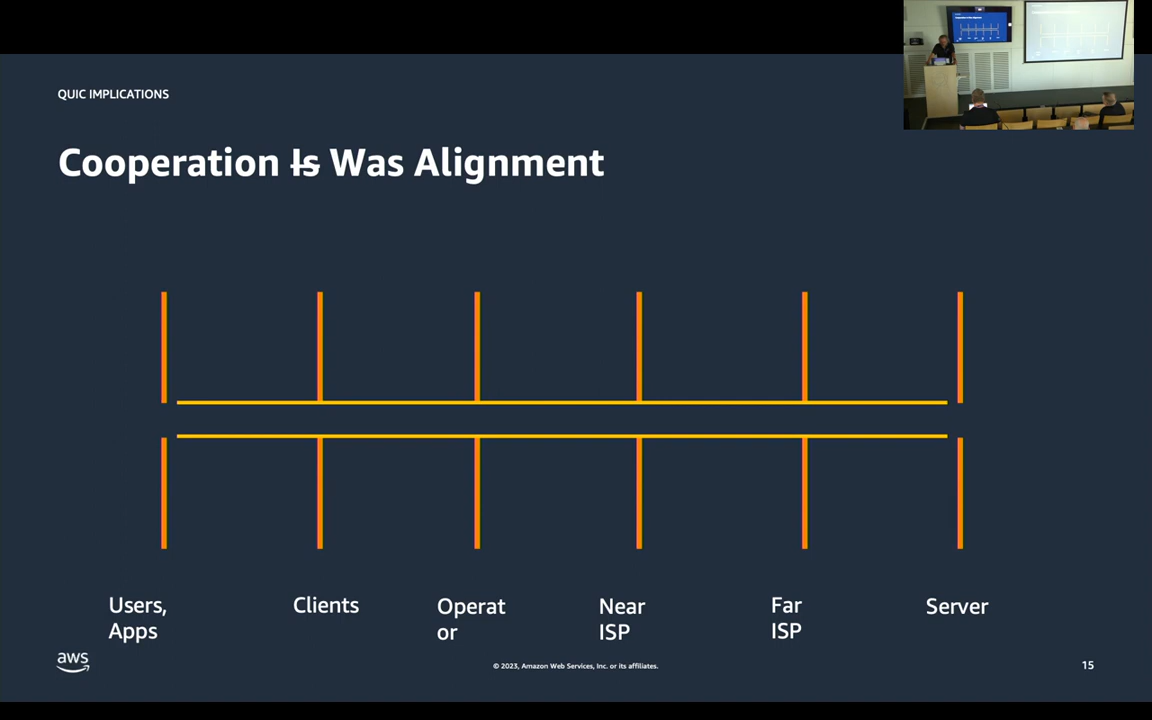 QUIC IMPLICATIONS
Cooperation Is Was Alignment
Users,
Apps
Clients
Operat
or
Near
ISP
Far
ISP
Server
aws
© 2023, Amazon Web Services, Inc. or its affiliates.
15